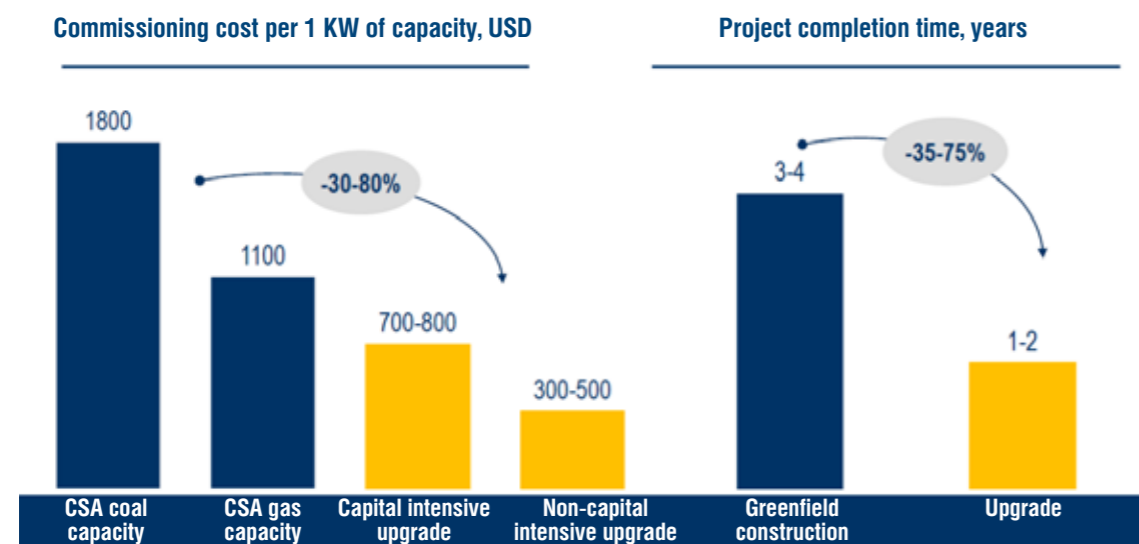 Commissioning cost per 1 KW of capacity, USD
1800
-30-80%
1100
700-800
300-500
CSA coal
capacity
CSA gas
capacity
Capital intensive
upgrade
Non-capital
intensive upgrade
Project completion time, years
-35-75%
3-4
1-2
Greenfield
construction
Upgrade